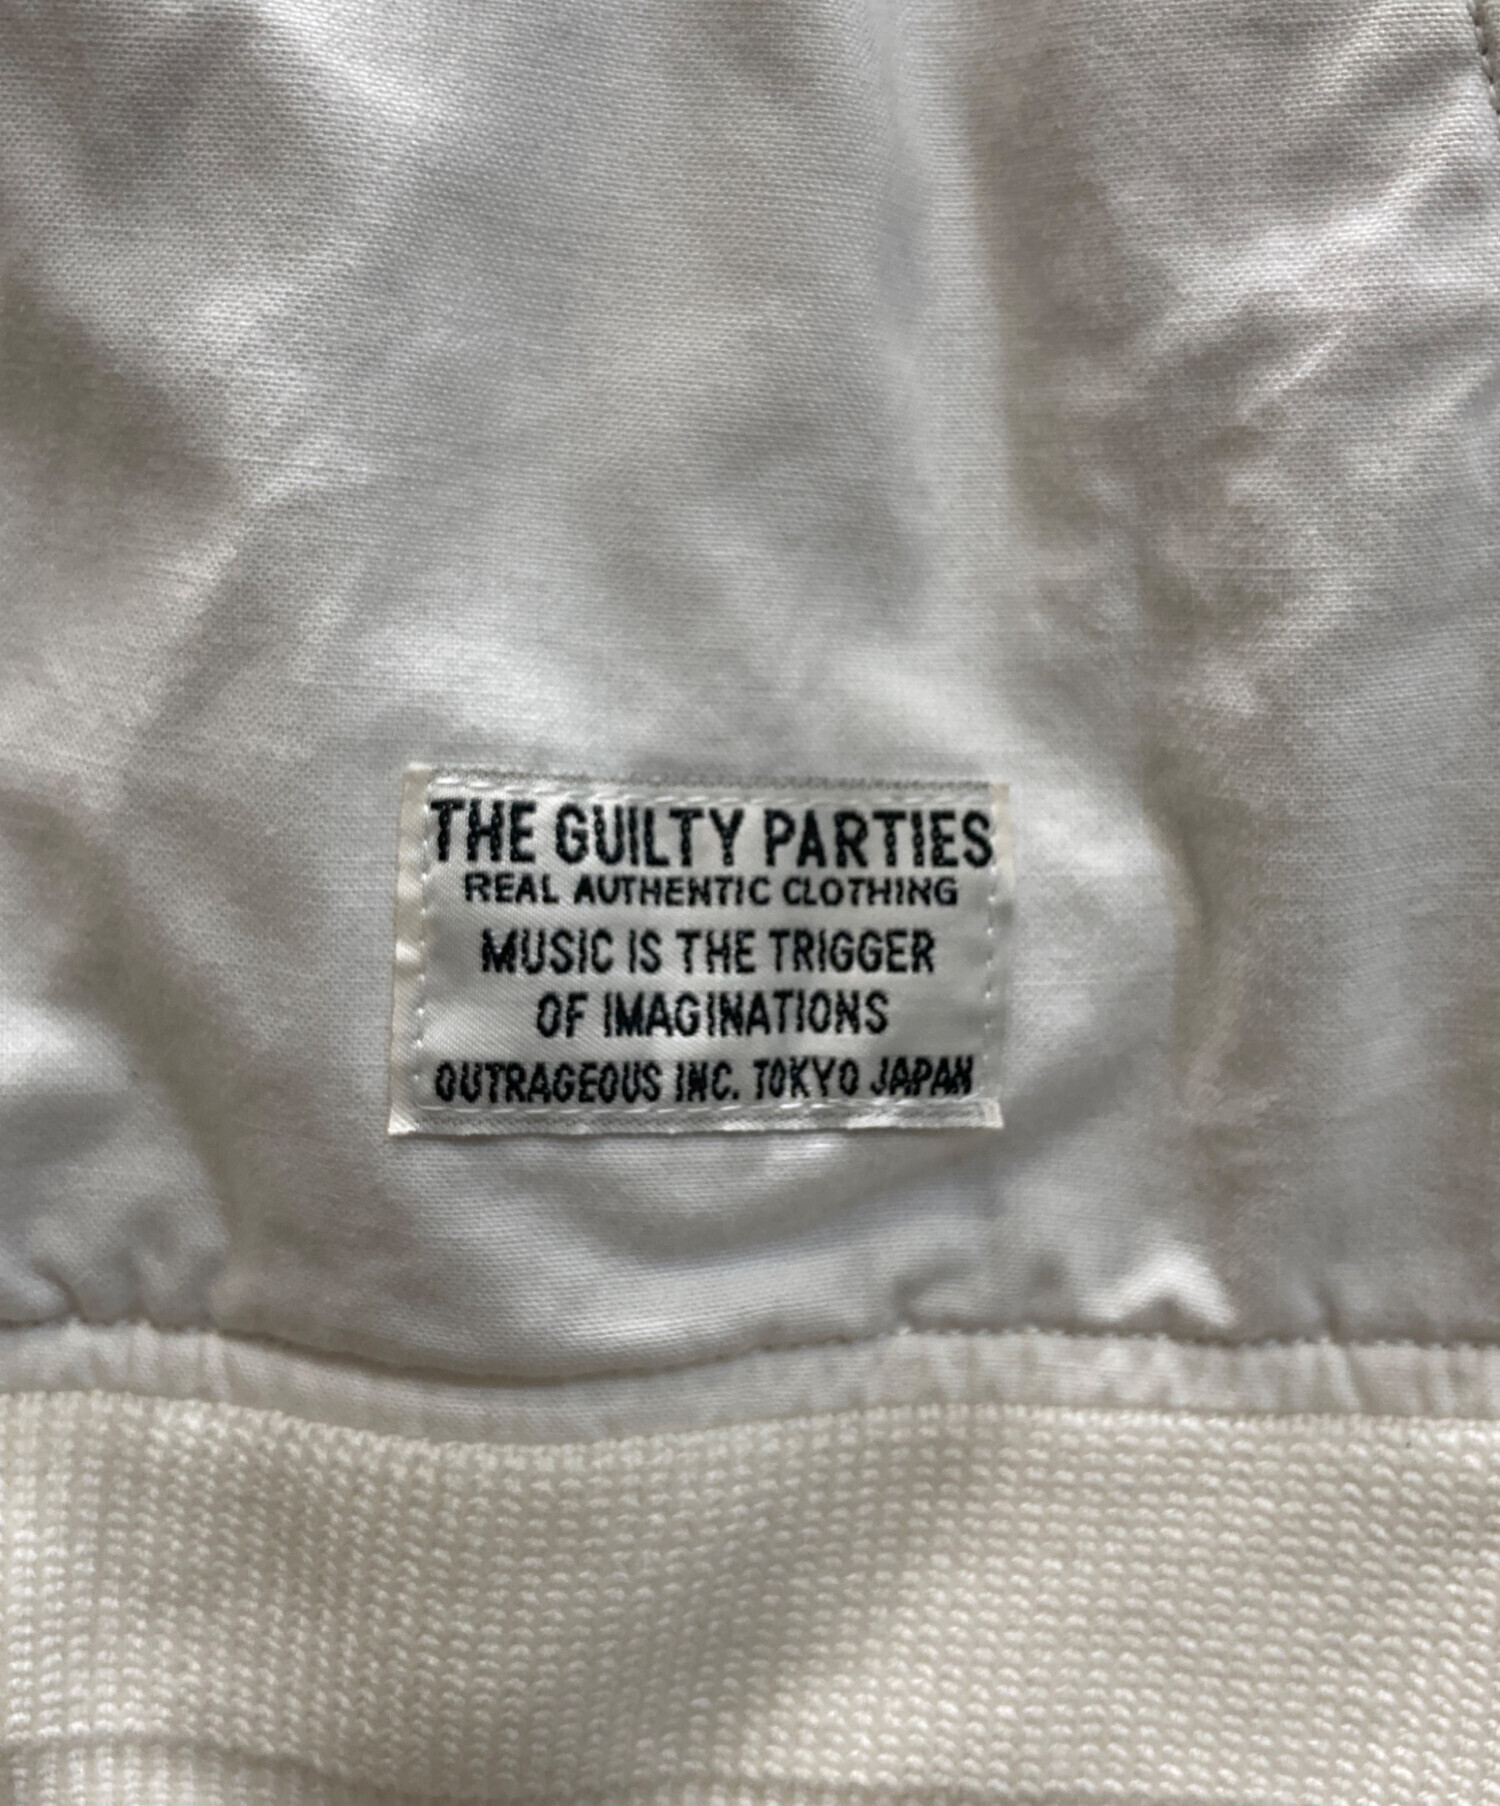 THE GUILTY PARTIES
REAL AUTHENTIC CLOTHING
MUSIC IS THE TRIGGER
OF IMAGINATIONS
OUTRAGEOUS INC. TOKYO JAPAN